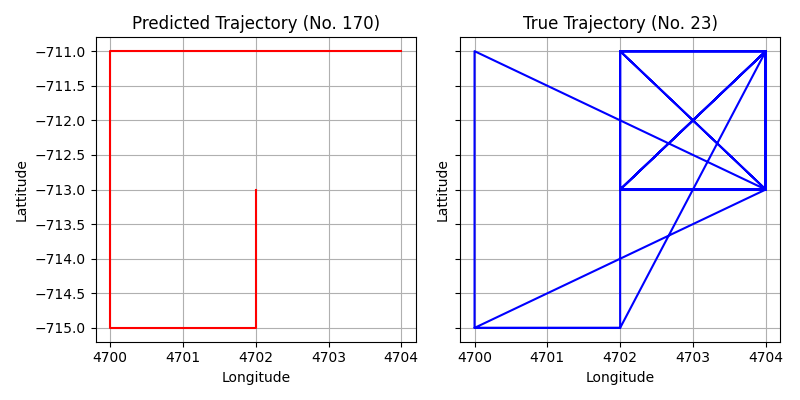 Predicted Trajectory (No. 170)
Lattitude
−711.0
−711.5
−712.0
−712.5
−713.0
−713.5
−714.0
−714.5
−715.0
4700 4701 4702 4703 4704
Longitude
True Trajectory (No. 23)
Lattitude
4700 4701 4702 4703 4704
Longitude